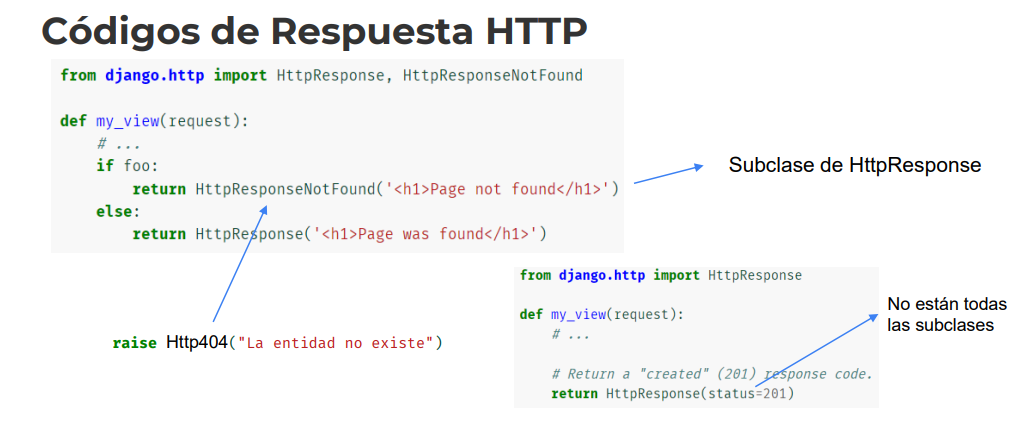 Códigos de Respuesta HTTP
from django.http import HttpResponse, HttpResponseNotFound
def my_view(request):
# ...
if foo:
return HttpResponseNotFound('<h1>Page not found</h1>')
else:
return HttpResponse('<h1>Page was found</h1>')
Subclase de HttpResponse
raise Http404("La entidad no existe")
from django.http import HttpResponse
def my_view(request):
# ...
# Return a "created" (201) response code.
return HttpResponse(status=201)
No están todas
las subclases